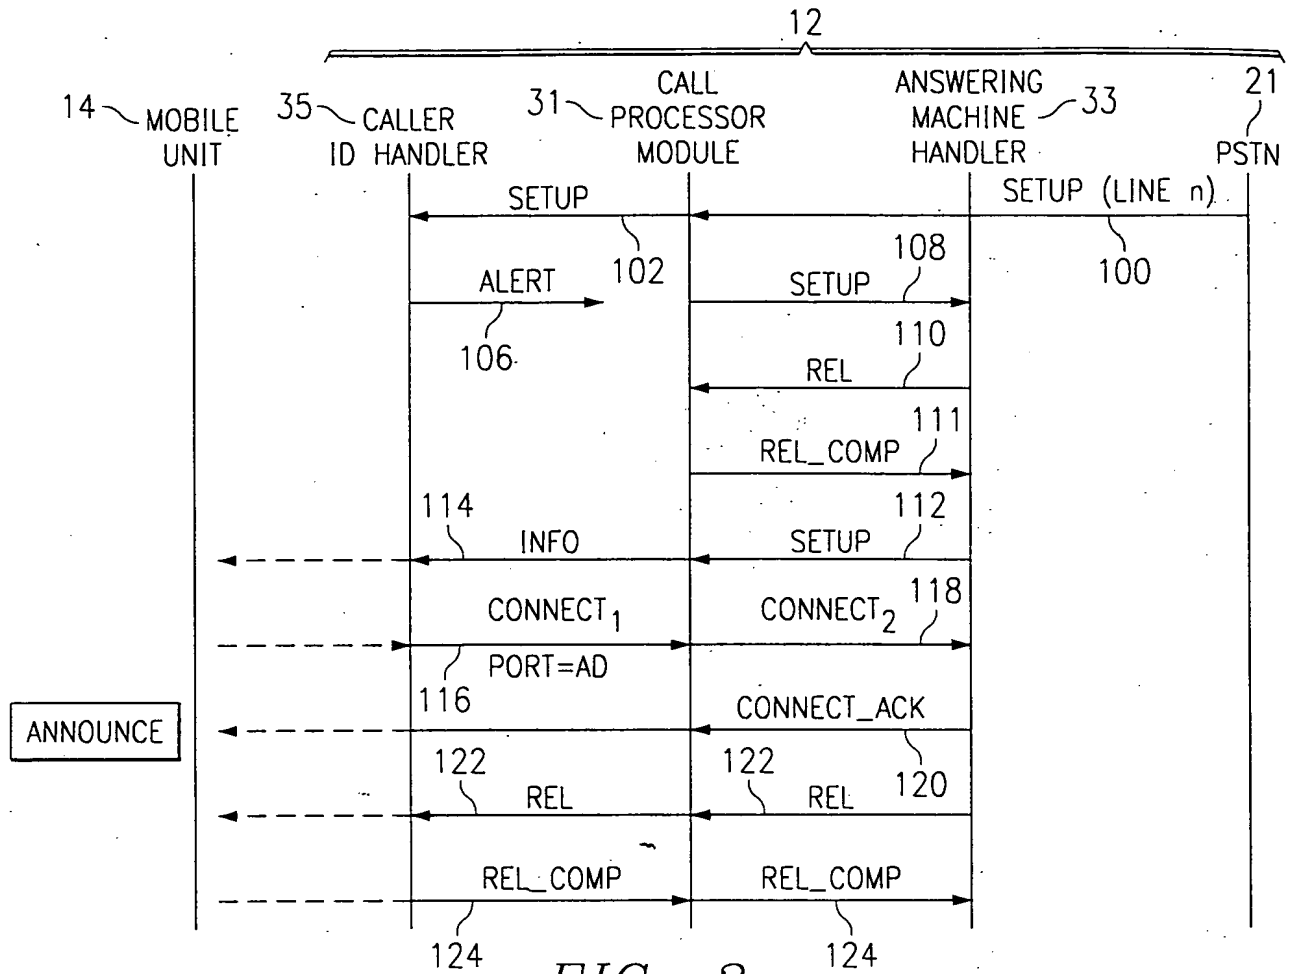 12
14 MOBILE UNIT
35 CALLER ID HANDLER
31 CALL PROCESSOR MODULE
ANSWERING MACHINE HANDLER 33
21 PSTN
SETUP
102
SETUP (LINE n)
100
ALERT
106
SETUP
108
REL
110
REL_COMP
111
114
INFO
SETUP
112
CONNECT1
PORT=AD
116
CONNECT2
118
ANNOUNCE
CONNECT_ACK
120
122
REL
122
REL
REL_COMP
124
REL_COMP
124